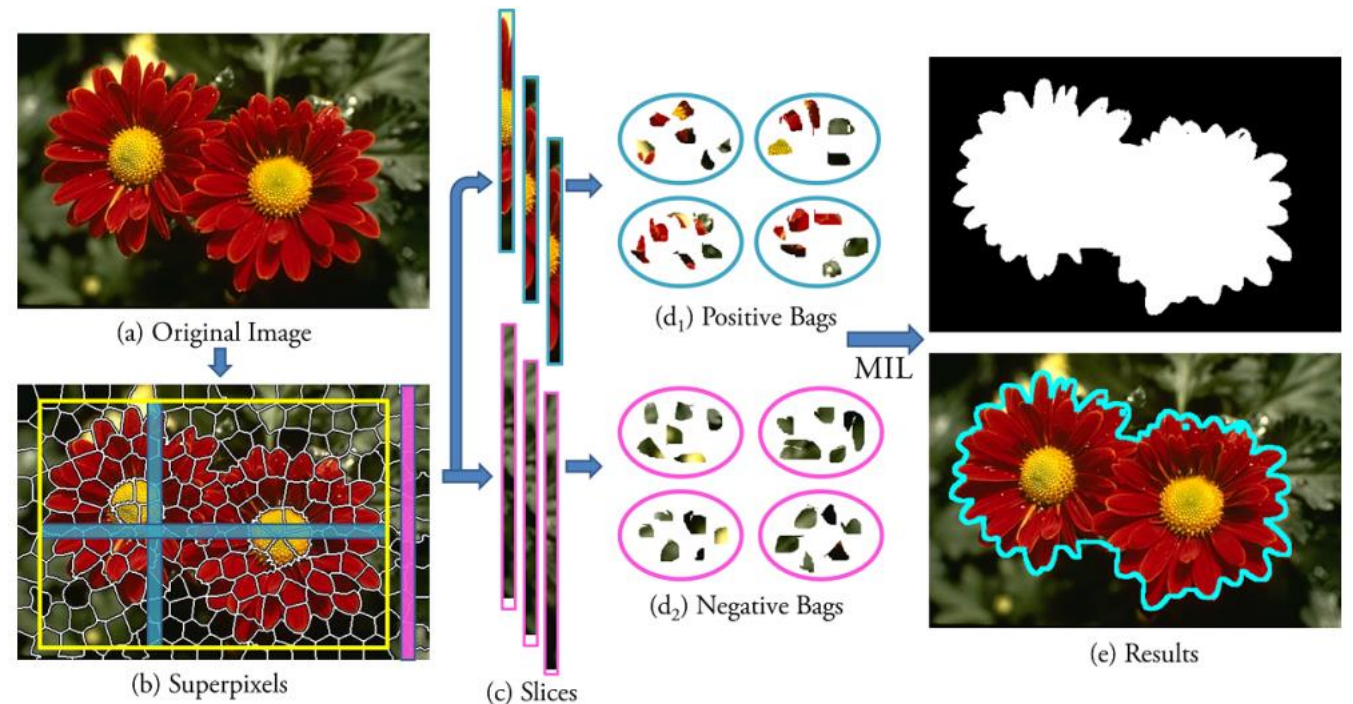 (a) Original Image
(b) Superpixels
(c) Slices
(d₁) Positive Bags
(d₂) Negative Bags
MIL
(e) Results